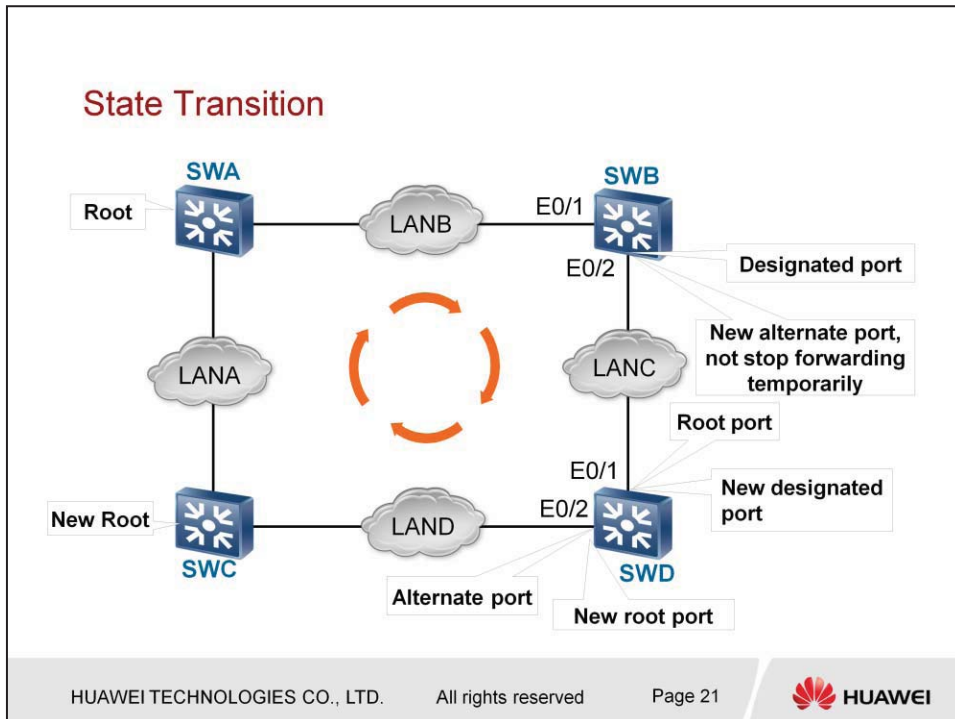 State Transition
SWA
SWB
Root
LANB
E0/1
E0/2
Designated port
New alternate port,
not stop forwarding
temporarily
LANA
LANC
Root port
E0/1
New designated
port
New Root
LAND
E0/2
SWC
SWD
Alternate port
New root port
HUAWEI TECHNOLOGIES CO., LTD.
All rights reserved
Page 21
HUAWEI